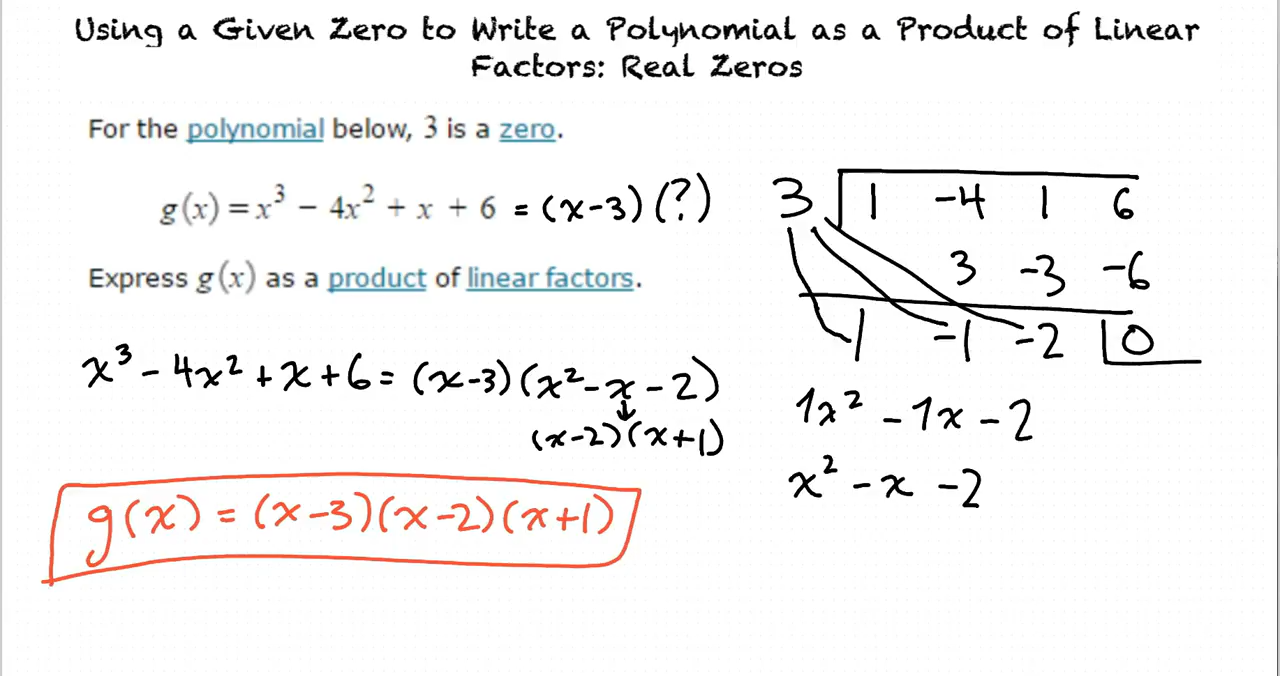 Using a Given Zero to Write a Polynomial as a Product of Linear
Factors: Real Zeros
For the polynomial below, 3 is a zero.
g(x) = x³ − 4x² + x + 6 = (x-3)(?)
Express g(x) as a product of linear factors.
x³ - 4x² + x + 6 = (x-3)(x² - x - 2)
↓
(x-2)(x+1)
g(x) = (x-3)(x-2)(x+1)
3 1 -4 1 6
3 -3 -6
1 -1 -2 0
1x² - 1x - 2
x² - x - 2